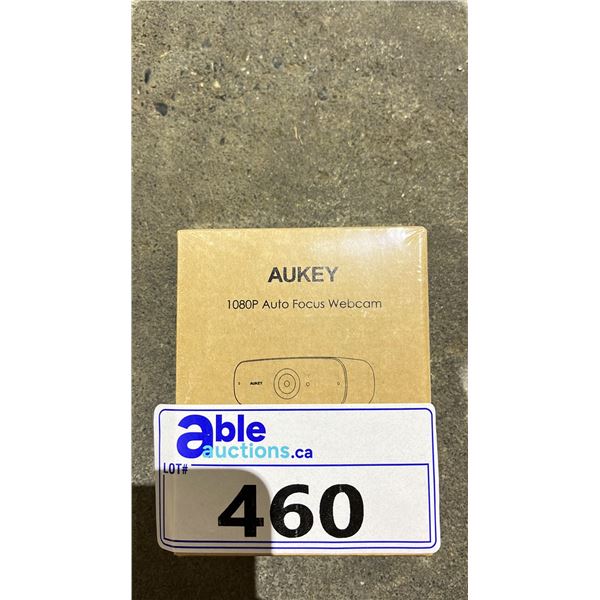 AUKEY
1080P Auto Focus Webcam
AUKEY
able
auctions.ca
LOT#
460